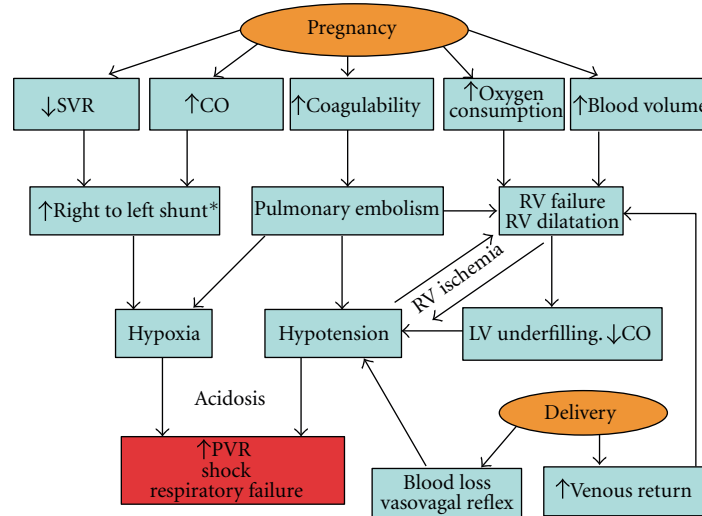 Pregnancy
↓SVR
↑CO
↑Coagulability
↑Oxygen
consumption
↑Blood volume
↑Right to left shunt*
Pulmonary embolism
RV failure
RV dilatation
RV ischemia
Hypoxia
Hypotension
LV underfilling. ↓CO
Acidosis
Delivery
↑PVR
shock
respiratory failure
Blood loss
vasovagal reflex
↑Venous return